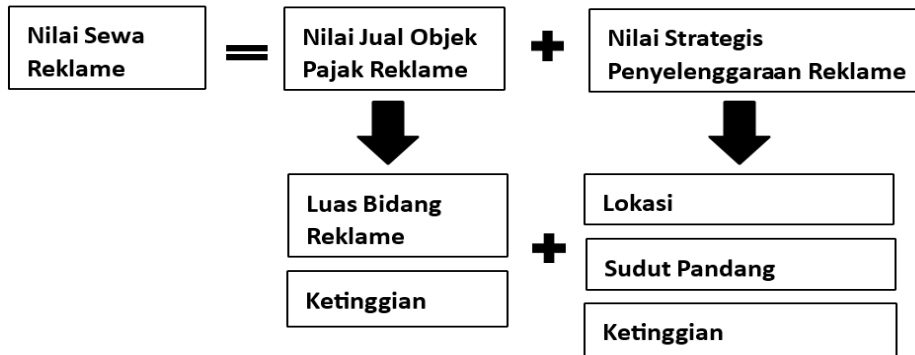 Nilai Sewa
Reklame
=
Nilai Jual Objek
Pajak Reklame
+
Nilai Strategis
Penyelenggaraan Reklame
Luas Bidang
Reklame
Ketinggian
+
Lokasi
Sudut Pandang
Ketinggian